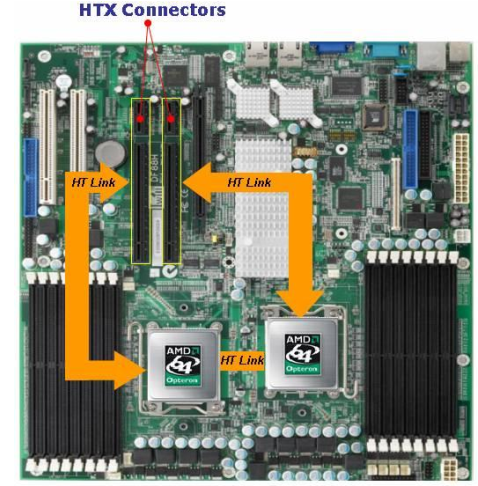 HTX Connectors
HT Link
HT Link
AMD
64
Opteron
HT Link
AMD
64
Opteron